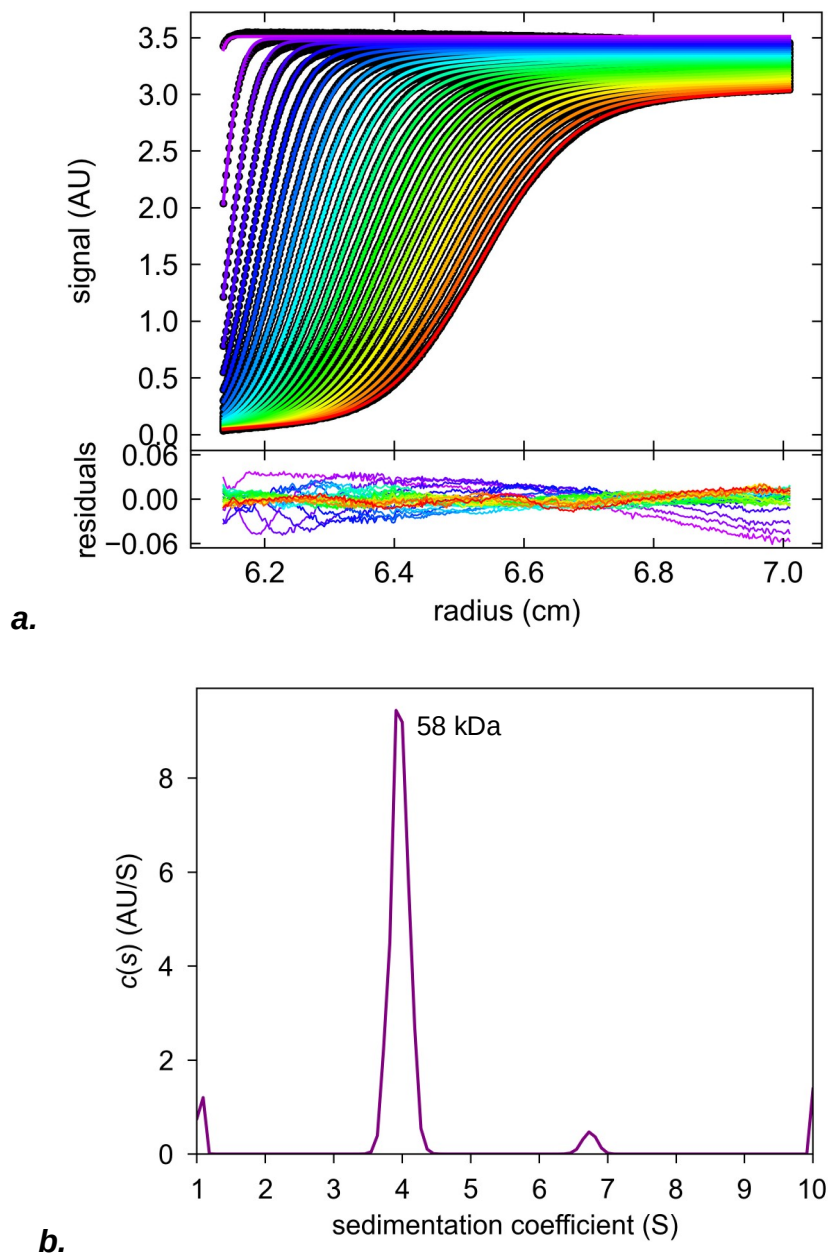 3.5
3.0
2.5
2.0
1.5
1.0
0.5
0.0
signal (AU)
0.06
0.00
−0.06
residuals
6.2 6.4 6.6 6.8 7.0
radius (cm)
a.
58 kDa
8
6
4
2
0
c(s) (AU/S)
1 2 3 4 5 6 7 8 9 10
sedimentation coefficient (S)
b.